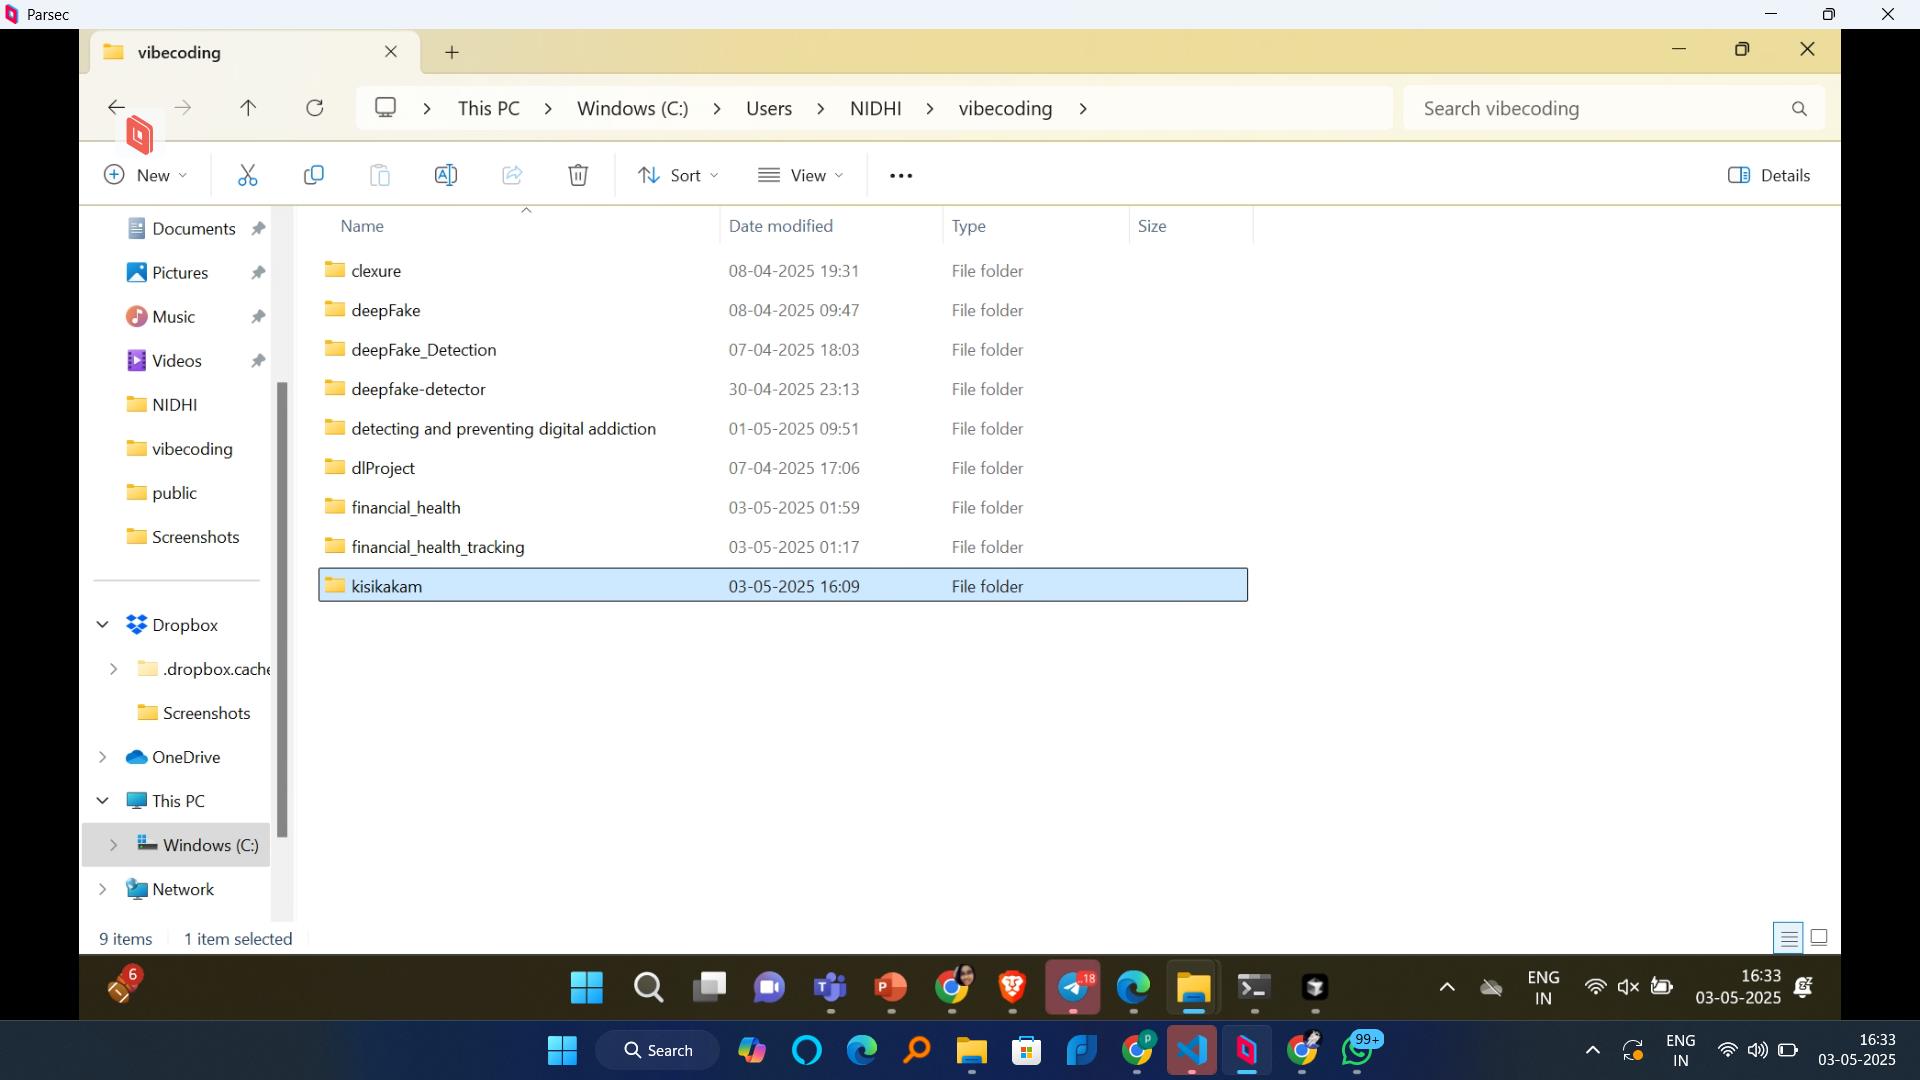 Parsec
vibecoding
This PC
Windows (C:)
Users
NIDHI
vibecoding
Search vibecoding
New
Sort
View
Details
Documents
Pictures
Music
Videos
NIDHI
vibecoding
public
Screenshots
Dropbox
.dropbox.cache
Screenshots
OneDrive
This PC
Windows (C:)
Network
Name Date modified Type Size
clexure 08-04-2025 19:31 File folder
deepFake 08-04-2025 09:47 File folder
deepFake_Detection 07-04-2025 18:03 File folder
deepfake-detector 30-04-2025 23:13 File folder
detecting and preventing digital addiction 01-05-2025 09:51 File folder
dlProject 07-04-2025 17:06 File folder
financial_health 03-05-2025 01:59 File folder
financial_health_tracking 03-05-2025 01:17 File folder
kisikakam 03-05-2025 16:09 File folder
9 items 1 item selected
6
18
ENG
IN
16:33
03-05-2025
Search
P
99+
ENG
IN
16:33
03-05-2025